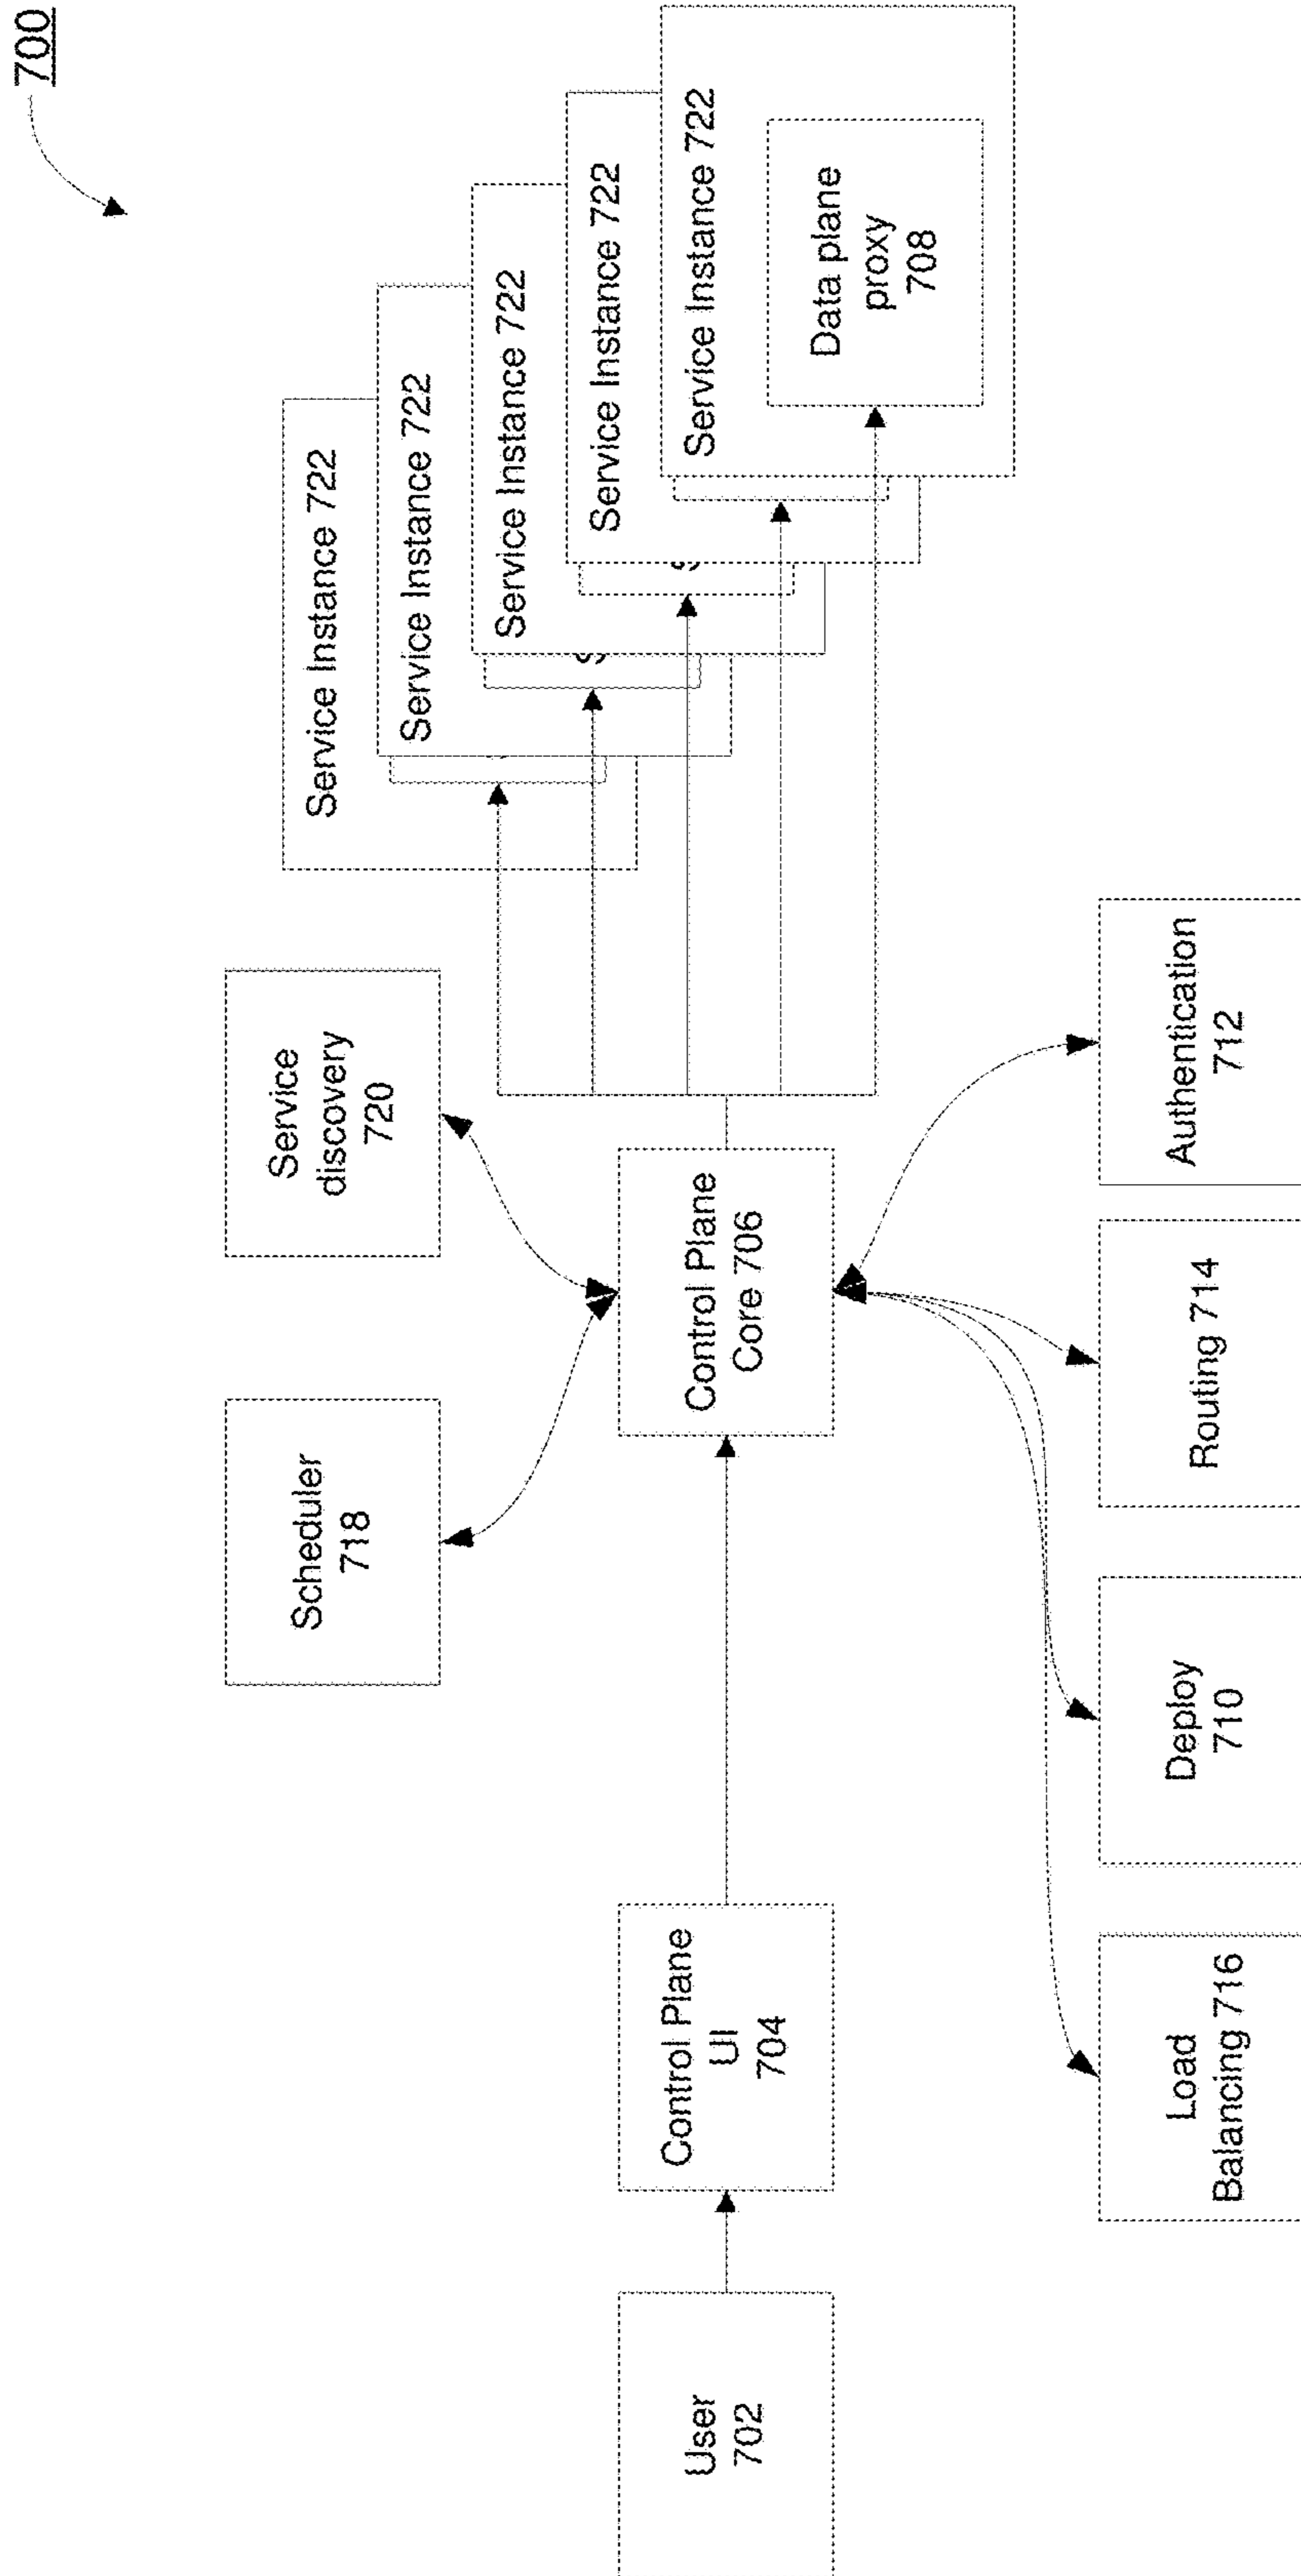 700
Scheduler
718
Service
discovery
720
Service Instance 722
Service Instance 722
Service Instance 722
Service Instance 722
Service Instance 722
Data plane
proxy
708
User
702
Control Plane
UI
704
Control Plane
Core 706
Load
Balancing 716
Deploy
710
Routing 714
Authentication
712